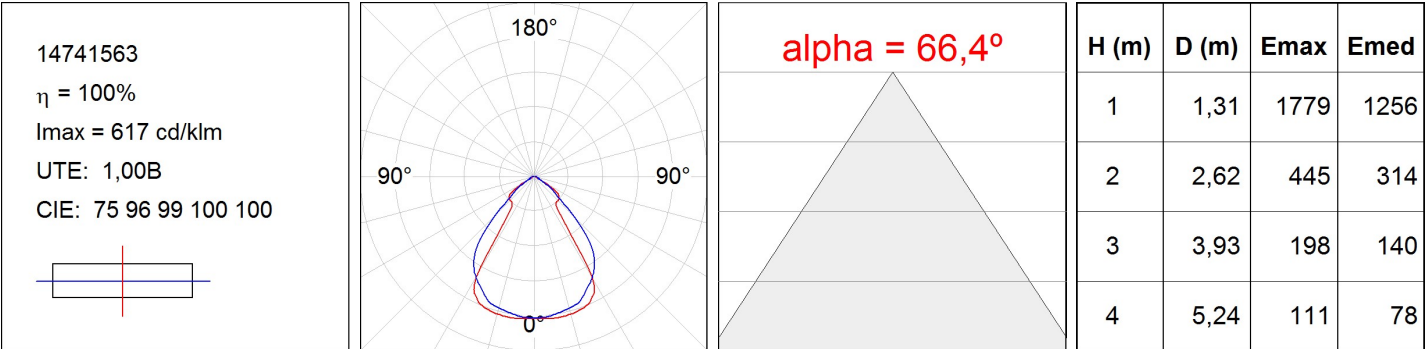 14741563
η = 100%
Imax = 617 cd/klm
UTE: 1,00B
CIE: 75 96 99 100 100
180°
90° 90°
0°
alpha = 66,4º
H (m) D (m) Emax Emed
1 1,31 1779 1256
2 2,62 445 314
3 3,93 198 140
4 5,24 111 78